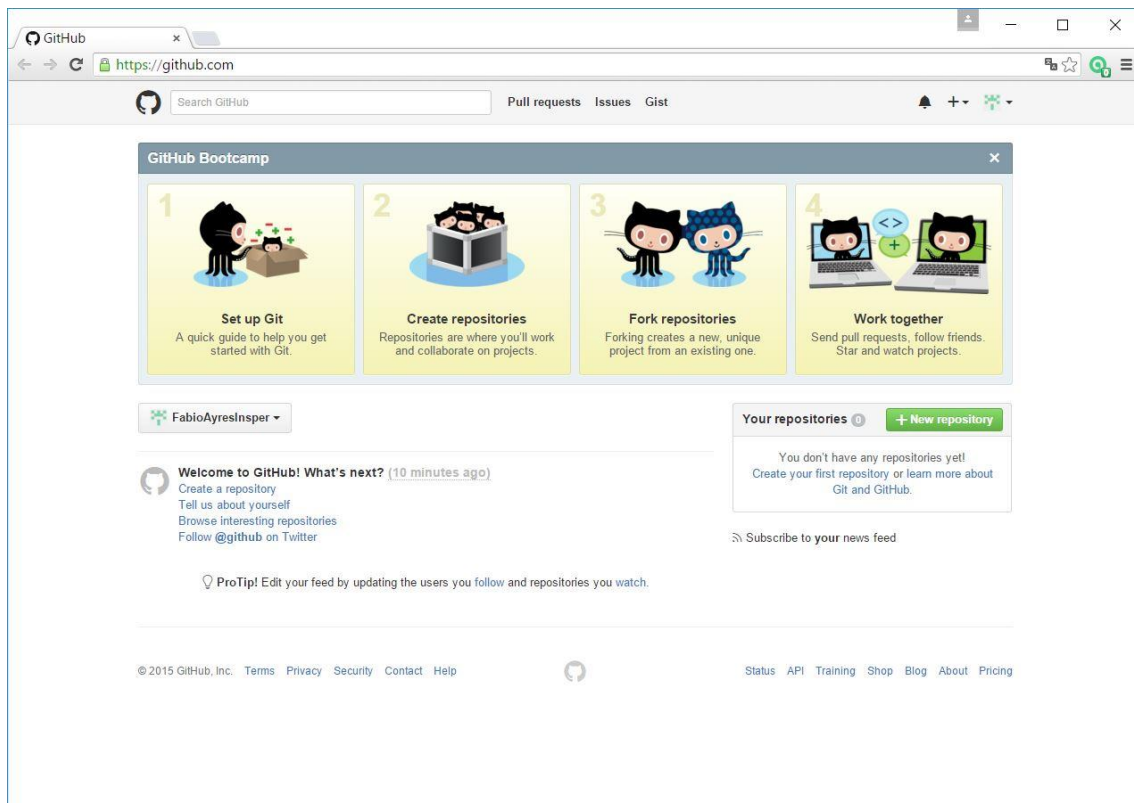 GitHub
https://github.com
Search GitHub
Pull requests Issues Gist
GitHub Bootcamp
1
Set up Git
A quick guide to help you get
started with Git.
2
Create repositories
Repositories are where you'll work
and collaborate on projects.
3
Fork repositories
Forking creates a new, unique
project from an existing one.
4
Work together
Send pull requests, follow friends.
Star and watch projects.
FabioAyresInsper
Welcome to GitHub! What's next? (10 minutes ago)
Create a repository
Tell us about yourself
Browse interesting repositories
Follow @github on Twitter
ProTip! Edit your feed by updating the users you follow and repositories you watch.
Your repositories 0
+ New repository
You don't have any repositories yet!
Create your first repository or learn more about
Git and GitHub.
Subscribe to your news feed
© 2015 GitHub, Inc. Terms Privacy Security Contact Help
Status API Training Shop Blog About Pricing